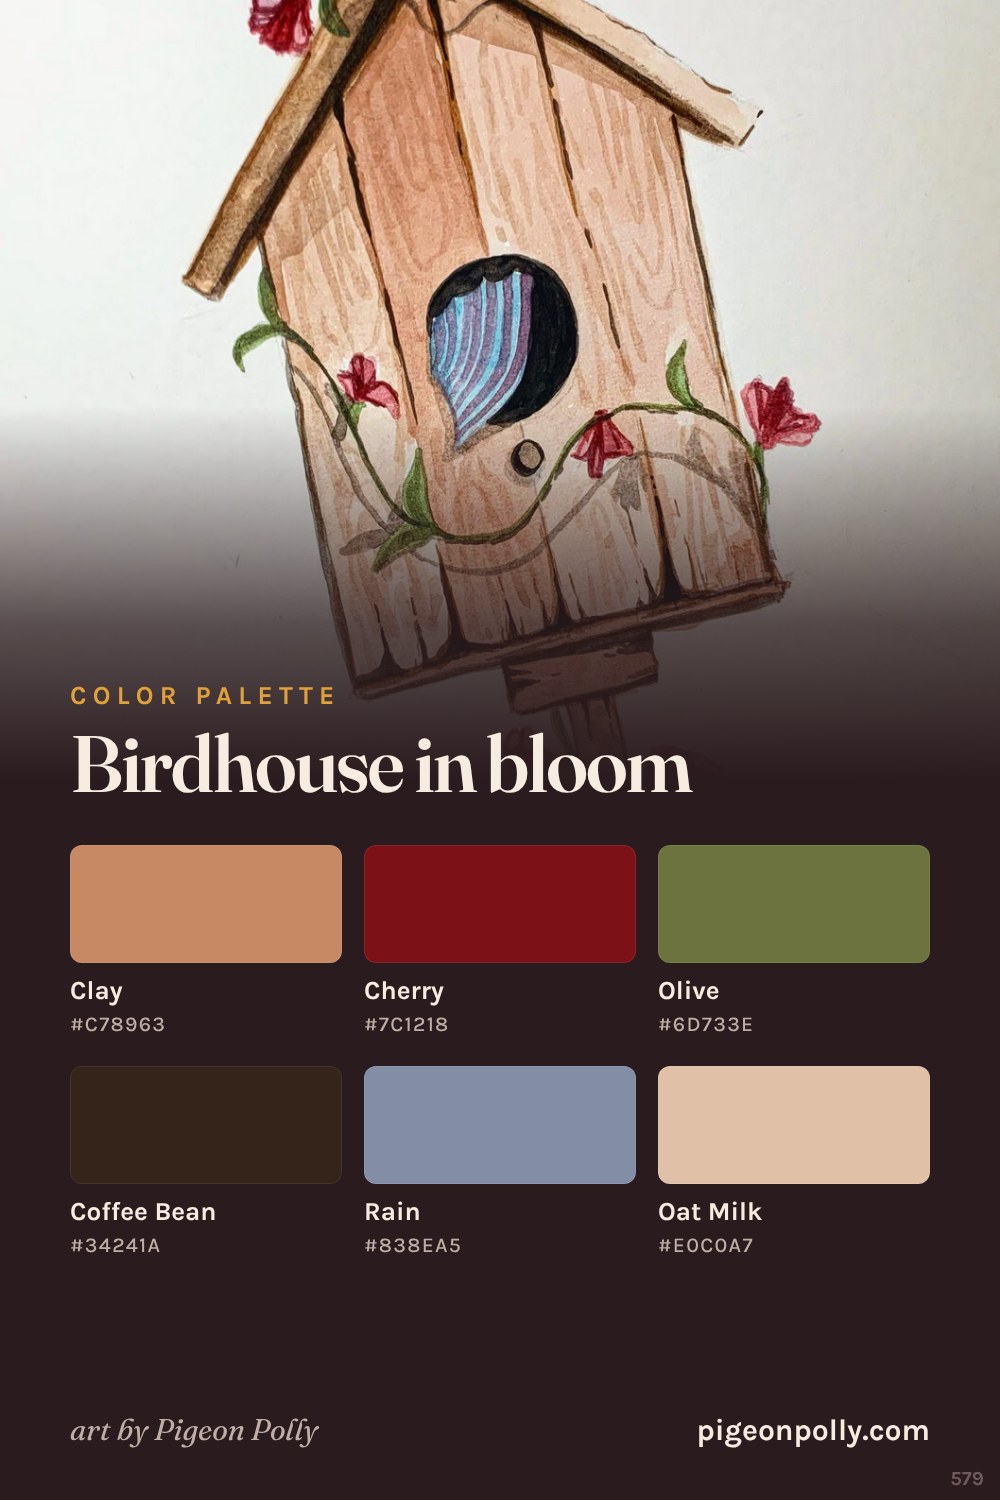 COLOR PALETTE
Birdhouse in bloom
Clay
#C78963
Cherry
#7C1218
Olive
#6D733E
Coffee Bean
#34241A
Rain
#838EA5
Oat Milk
#E0C0A7
art by Pigeon Polly
pigeonpolly.com
579